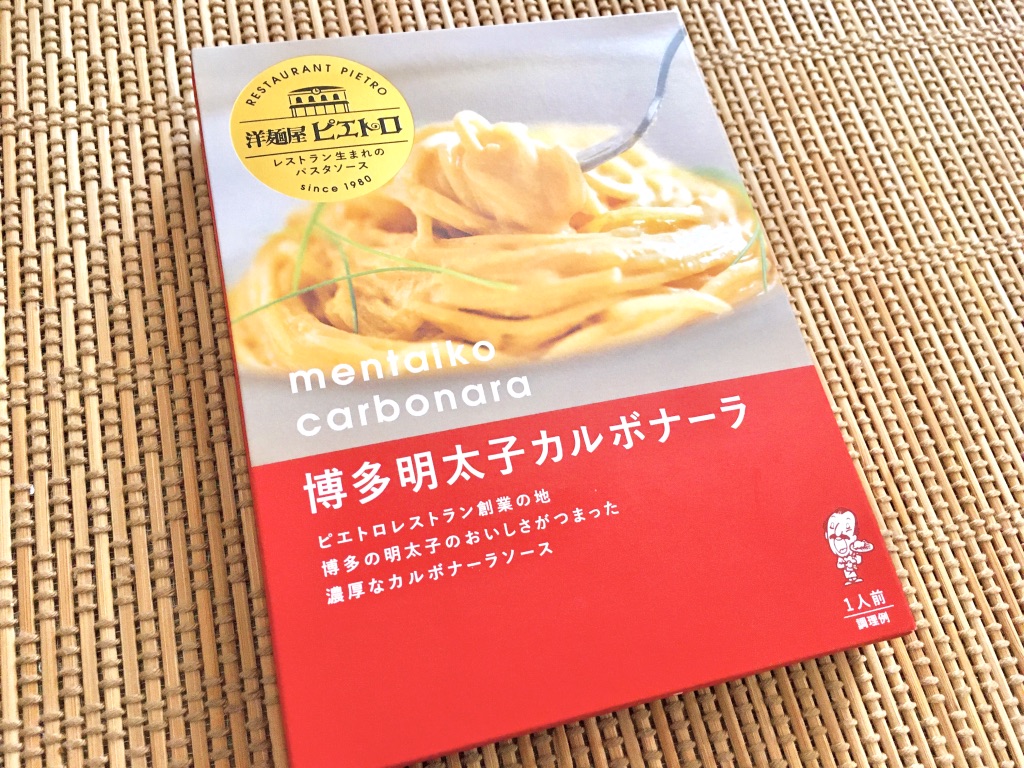 RESTAURANT PIETRO
洋麺屋 ピエトロ
レストラン生まれの
パスタソース
since 1980
mentaiko
carbonara
博多明太子カルボナーラ
ピエトロレストラン創業の地
博多の明太子のおいしさがつまった
濃厚なカルボナーラソース
1人前
調理例